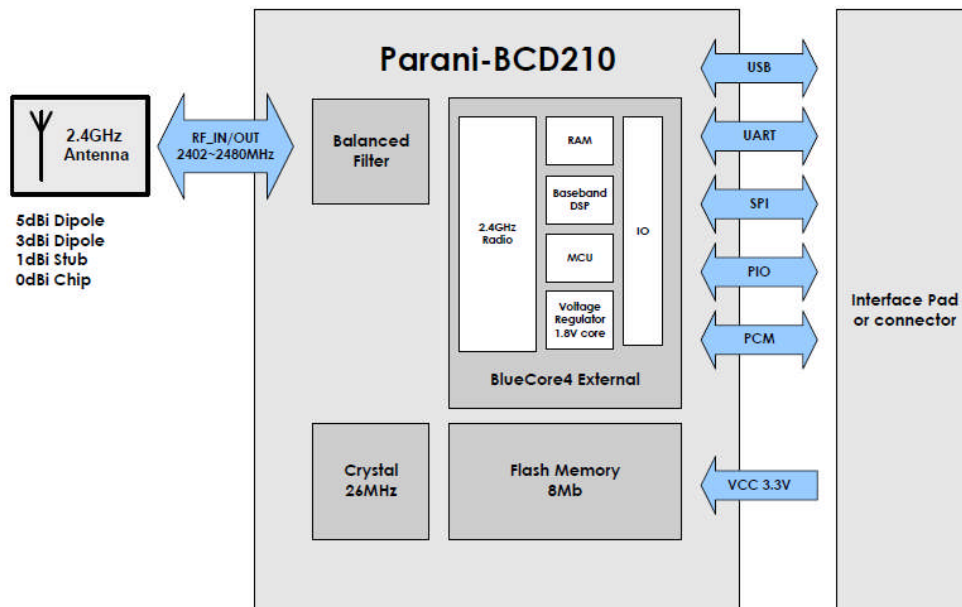 Parani-BCD210
2.4GHz
Antenna
RF_IN/OUT
2402~2480MHz
5dBi Dipole
3dBi Dipole
1dBi Stub
0dBi Chip
Balanced
Filter
2.4GHz
Radio
RAM
Baseband
DSP
MCU
Voltage
Regulator
1.8V core
IO
BlueCore4 External
Crystal
26MHz
Flash Memory
8Mb
USB
UART
SPI
PIO
PCM
VCC 3.3V
Interface Pad
or connector